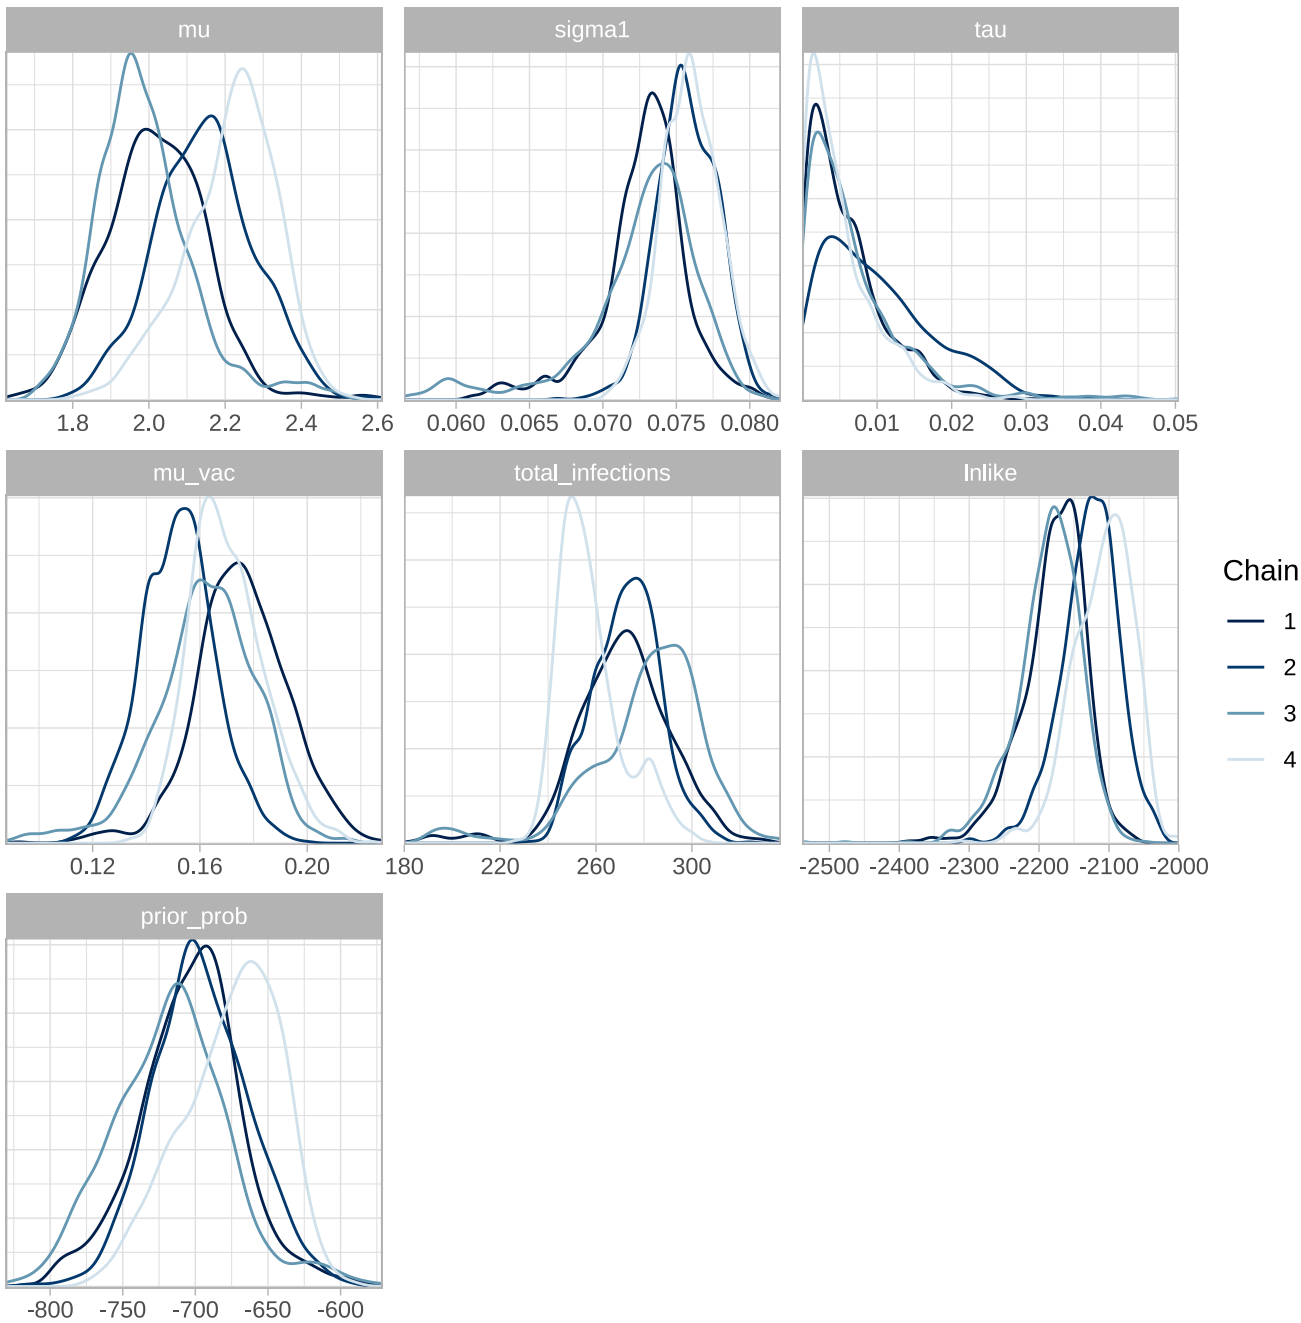 mu sigma1 tau
1.8 2.0 2.2 2.4 2.6 0.060 0.065 0.070 0.075 0.080 0.01 0.02 0.03 0.04 0.05
mu_vac total_infections lnlike
0.12 0.16 0.20 180 220 260 300 -2500 -2400 -2300 -2200 -2100 -2000
Chain
1
2
3
4
prior_prob
-800 -750 -700 -650 -600